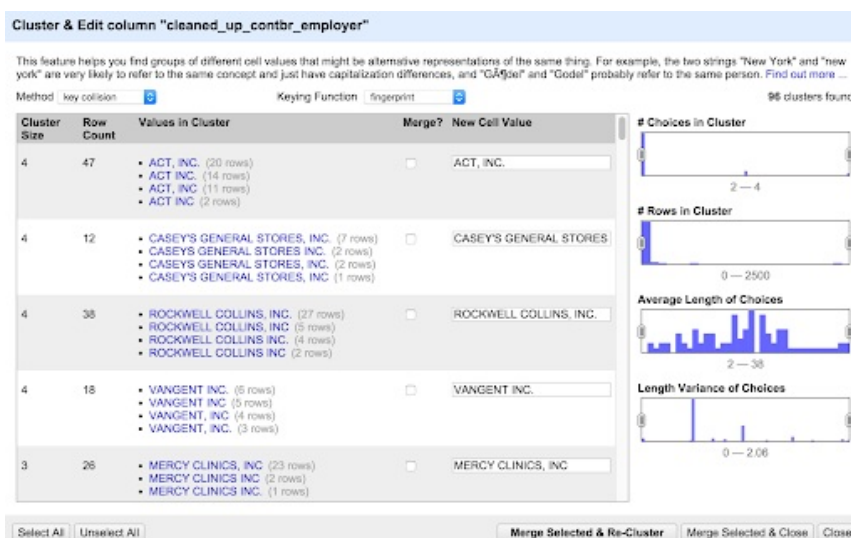 Cluster & Edit column "cleaned_up_contbr_employer"
This feature helps you find groups of different cell values that might be alternative representations of the same thing. For example, the two strings "New York" and "new
york" are very likely to refer to the same concept and just have capitalization differences, and "GÃ¶del" and "Godel" probably refer to the same person. Find out more ...
Method key collision Keying Function fingerprint 96 clusters found
Cluster Size Row Count Values in Cluster Merge? New Cell Value
4 47 • ACT, INC. (20 rows) ACT, INC.
• ACT INC. (14 rows)
• ACT, INC (11 rows)
• ACT INC (2 rows)
4 12 • CASEY'S GENERAL STORES, INC. (7 rows) CASEY'S GENERAL STORES
• CASEY'S GENERAL STORES INC. (2 rows)
• CASEYS GENERAL STORES, INC. (2 rows)
• CASEY'S GENERAL STORES, INC (1 rows)
4 38 • ROCKWELL COLLINS, INC. (27 rows) ROCKWELL COLLINS, INC.
• ROCKWELL COLLINS, INC (5 rows)
• ROCKWELL COLLINS INC. (4 rows)
• ROCKWELL COLLINS INC (2 rows)
4 18 • VANGENT INC. (6 rows) VANGENT INC.
• VANGENT INC (5 rows)
• VANGENT, INC (4 rows)
• VANGENT, INC. (3 rows)
3 26 • MERCY CLINICS, INC (23 rows) MERCY CLINICS, INC
• MERCY CLINICS INC (2 rows)
• MERCY CLINICS INC. (1 rows)
# Choices in Cluster
2 — 4
# Rows in Cluster
0 — 2500
Average Length of Choices
2 — 38
Length Variance of Choices
0 — 2.06
Select All Unselect All Merge Selected & Re-Cluster Merge Selected & Close Close